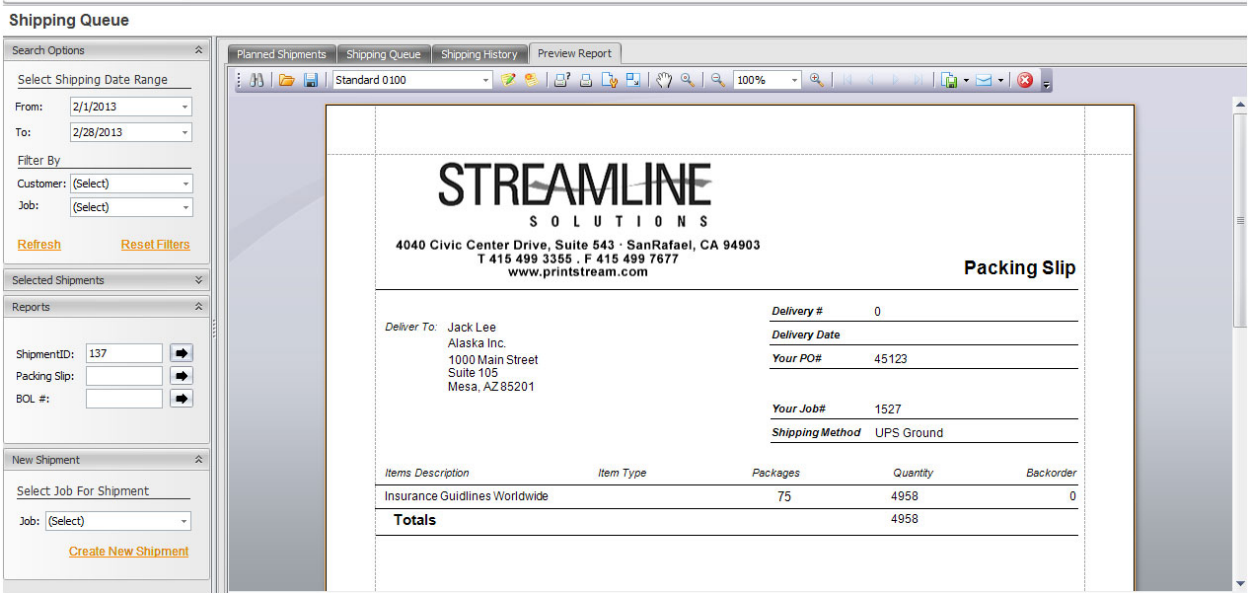 Shipping Queue
Search Options
Select Shipping Date Range
From: 2/1/2013
To: 2/28/2013
Filter By
Customer: (Select)
Job: (Select)
Refresh Reset Filters
Selected Shipments
Reports
ShipmentID: 137
Packing Slip:
BOL #:
New Shipment
Select Job For Shipment
Job: (Select)
Create New Shipment
Planned Shipments Shipping Queue Shipping History Preview Report
Standard 0100 100%
STREAMLINE
SOLUTIONS
4040 Civic Center Drive, Suite 543 · SanRafael, CA 94903
T 415 499 3355 . F 415 499 7677
www.printstream.com
Packing Slip
Deliver To: Jack Lee
Alaska Inc.
1000 Main Street
Suite 105
Mesa, AZ 85201
Delivery # 0
Delivery Date
Your PO# 45123
Your Job# 1527
Shipping Method UPS Ground
Items Description Item Type Packages Quantity Backorder
Insurance Guidlines Worldwide 75 4958 0
Totals 4958